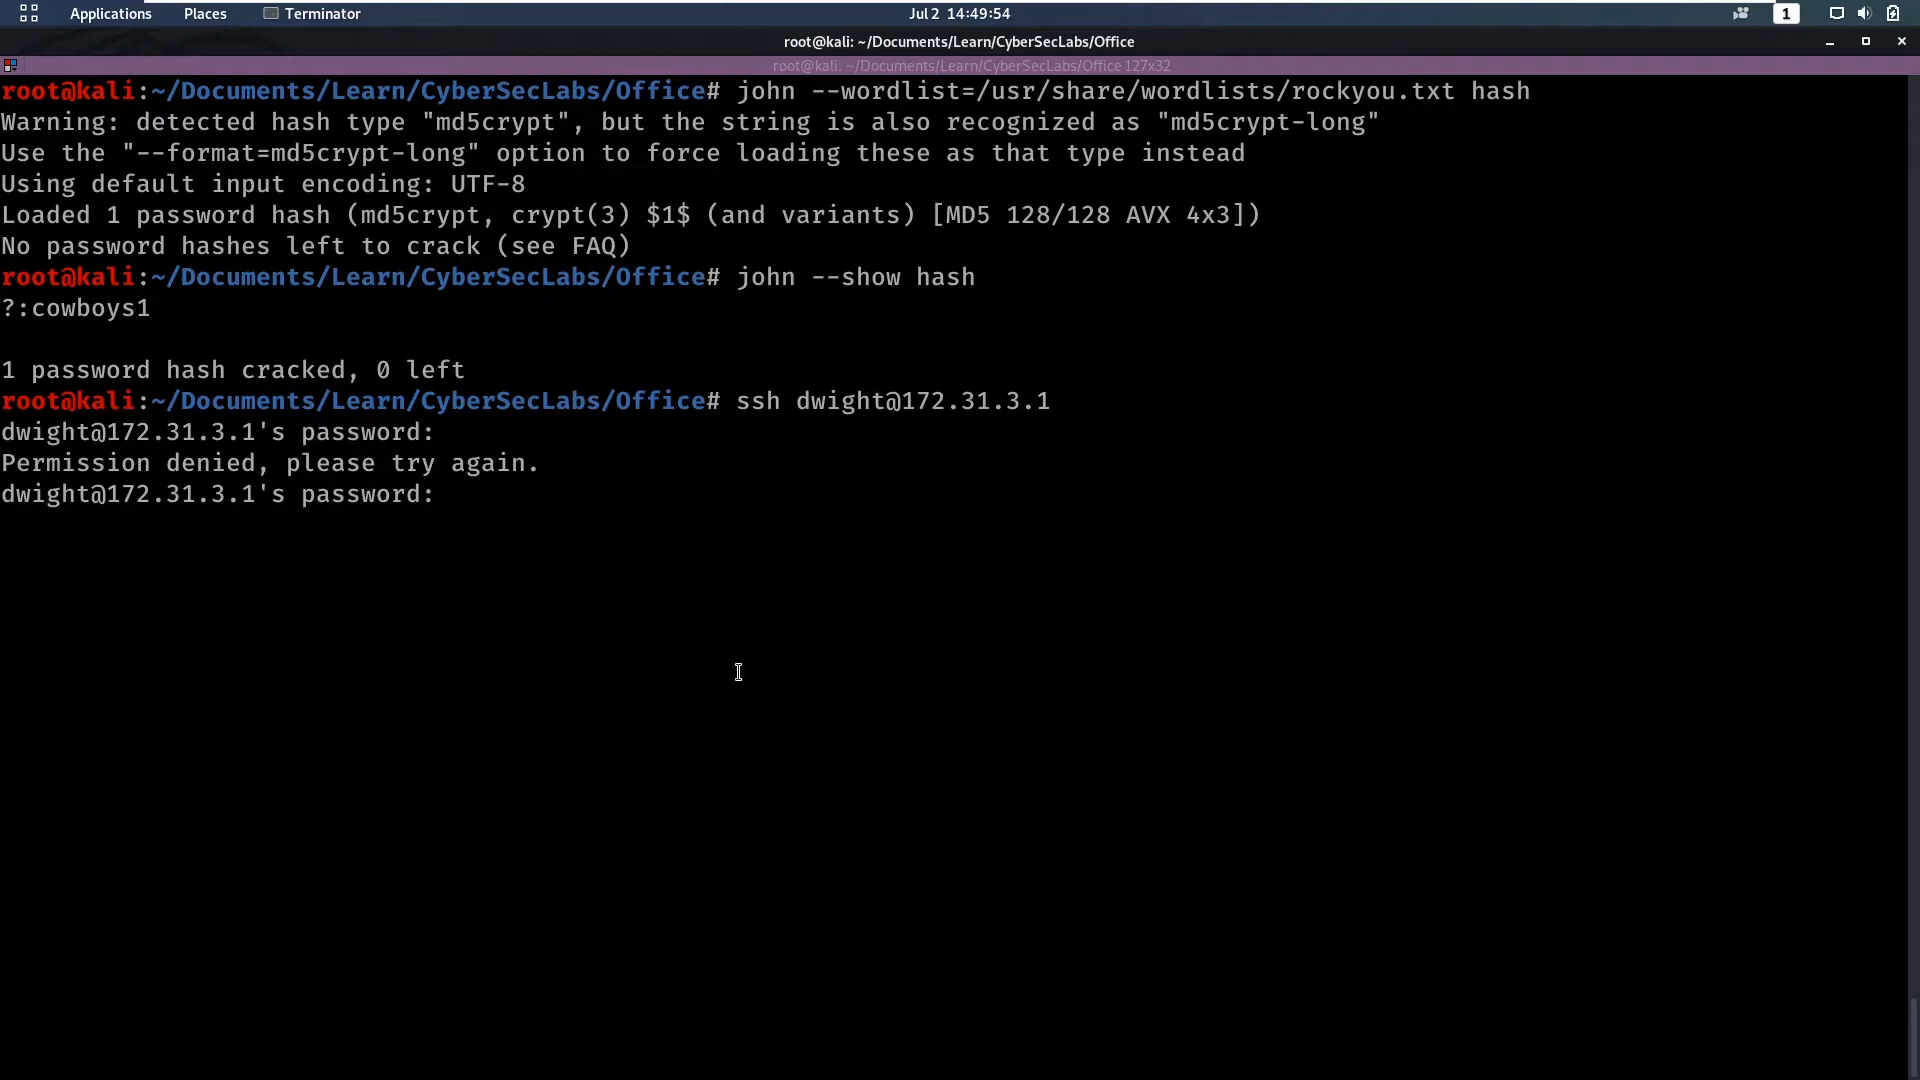 Applications Places Terminator Jul 2 14:49:54 1
root@kali: ~/Documents/Learn/CyberSecLabs/Office
root@kali: ~/Documents/Learn/CyberSecLabs/Office 127x32
root@kali:~/Documents/Learn/CyberSecLabs/Office# john --wordlist=/usr/share/wordlists/rockyou.txt hash
Warning: detected hash type "md5crypt", but the string is also recognized as "md5crypt-long"
Use the "--format=md5crypt-long" option to force loading these as that type instead
Using default input encoding: UTF-8
Loaded 1 password hash (md5crypt, crypt(3) $1$ (and variants) [MD5 128/128 AVX 4x3])
No password hashes left to crack (see FAQ)
root@kali:~/Documents/Learn/CyberSecLabs/Office# john --show hash
?:cowboys1
1 password hash cracked, 0 left
root@kali:~/Documents/Learn/CyberSecLabs/Office# ssh dwight@172.31.3.1
dwight@172.31.3.1's password:
Permission denied, please try again.
dwight@172.31.3.1's password: